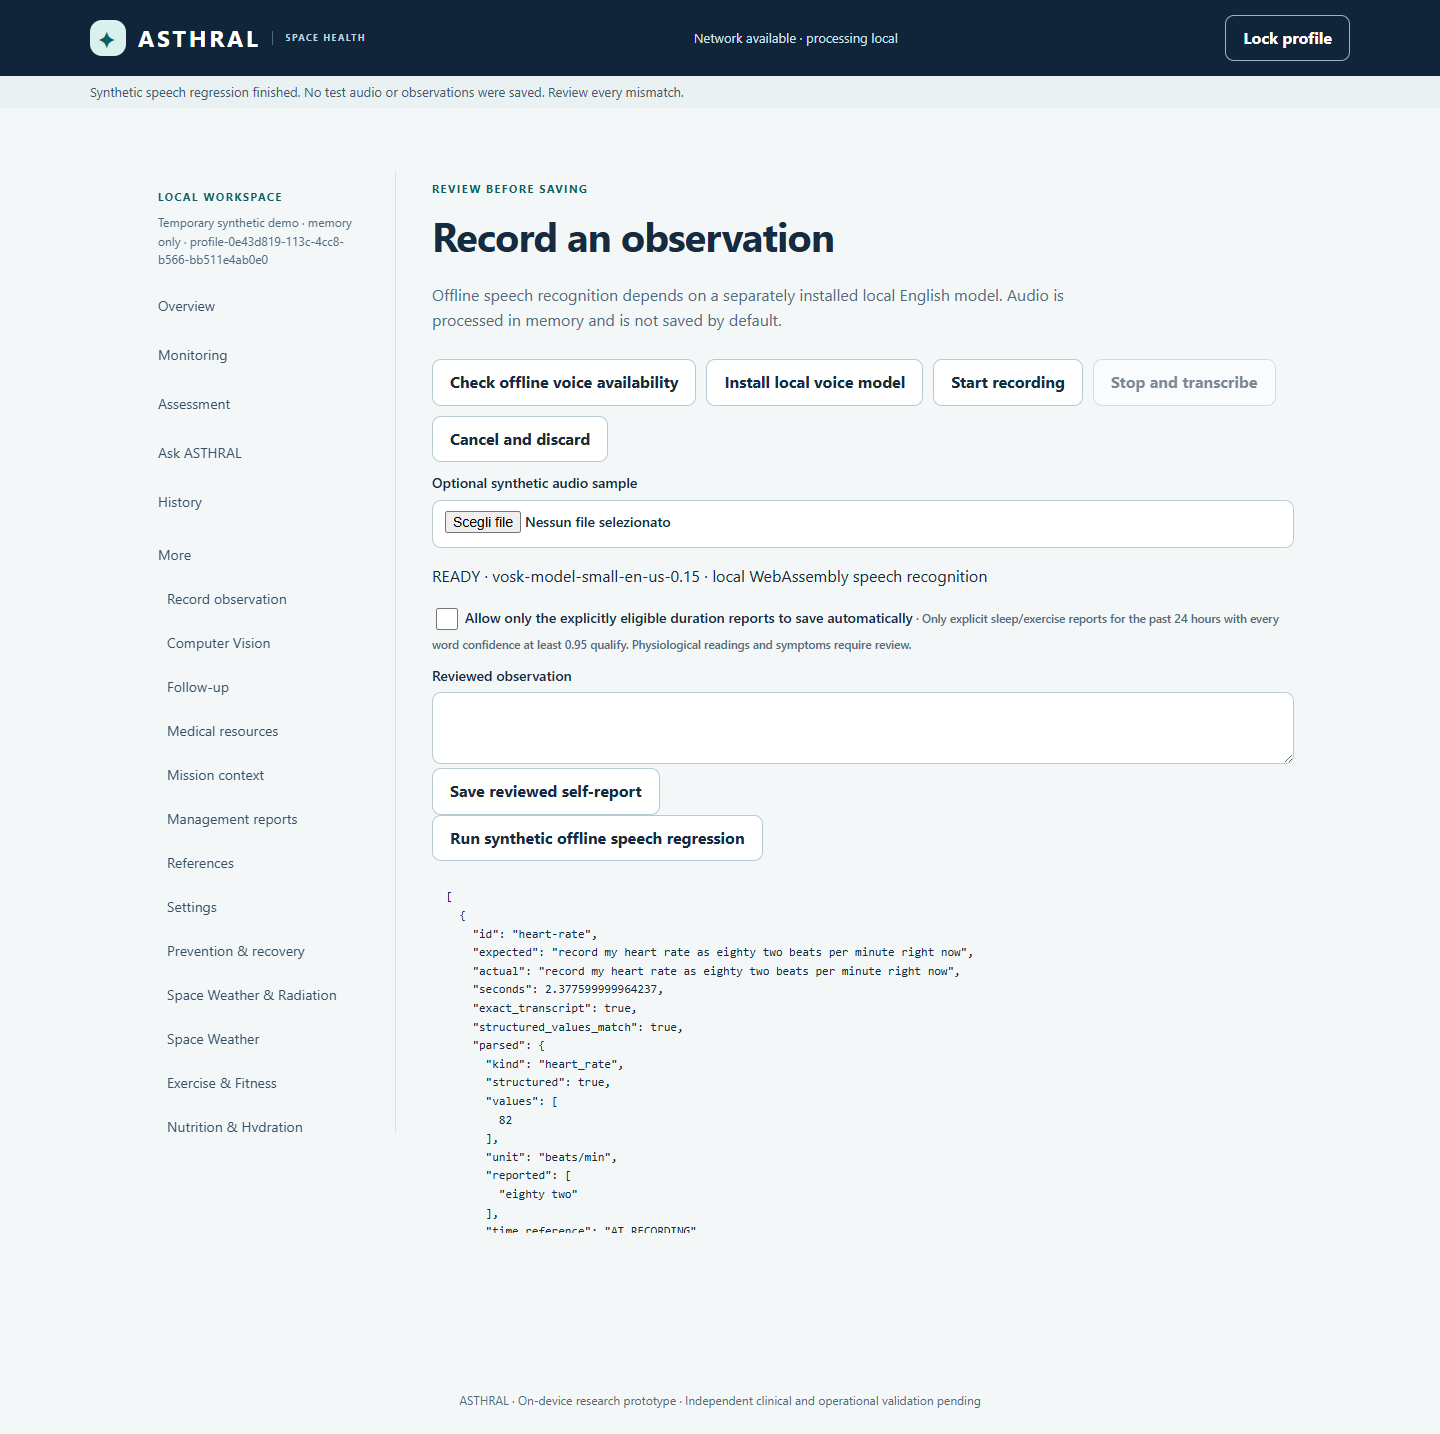 ASTHRAL
SPACE HEALTH
Network available · processing local
Lock profile
Synthetic speech regression finished. No test audio or observations were saved. Review every mismatch.
LOCAL WORKSPACE
Temporary synthetic demo · memory
only · profile-0e43d819-113c-4cc8-
b566-bb511e4ab0e0
Overview
Monitoring
Assessment
Ask ASTHRAL
History
More
Record observation
Computer Vision
Follow-up
Medical resources
Mission context
Management reports
References
Settings
Prevention & recovery
Space Weather & Radiation
Space Weather
Exercise & Fitness
Nutrition & Hydration
REVIEW BEFORE SAVING
Record an observation
Offline speech recognition depends on a separately installed local English model. Audio is
processed in memory and is not saved by default.
Check offline voice availability
Install local voice model
Start recording
Stop and transcribe
Cancel and discard
Optional synthetic audio sample
Scegli file Nessun file selezionato
READY · vosk-model-small-en-us-0.15 · local WebAssembly speech recognition
Allow only the explicitly eligible duration reports to save automatically · Only explicit sleep/exercise reports for the past 24 hours with every
word confidence at least 0.95 qualify. Physiological readings and symptoms require review.
Reviewed observation
Save reviewed self-report
Run synthetic offline speech regression
[
{
"id": "heart-rate",
"expected": "record my heart rate as eighty two beats per minute right now",
"actual": "record my heart rate as eighty two beats per minute right now",
"seconds": 2.377599999964237,
"exact_transcript": true,
"structured_values_match": true,
"parsed": {
"kind": "heart_rate",
"structured": true,
"values": [
82
],
"unit": "beats/min",
"reported": [
"eighty two"
],
"time_reference": "AT_RECORDING"
ASTHRAL · On-device research prototype · Independent clinical and operational validation pending